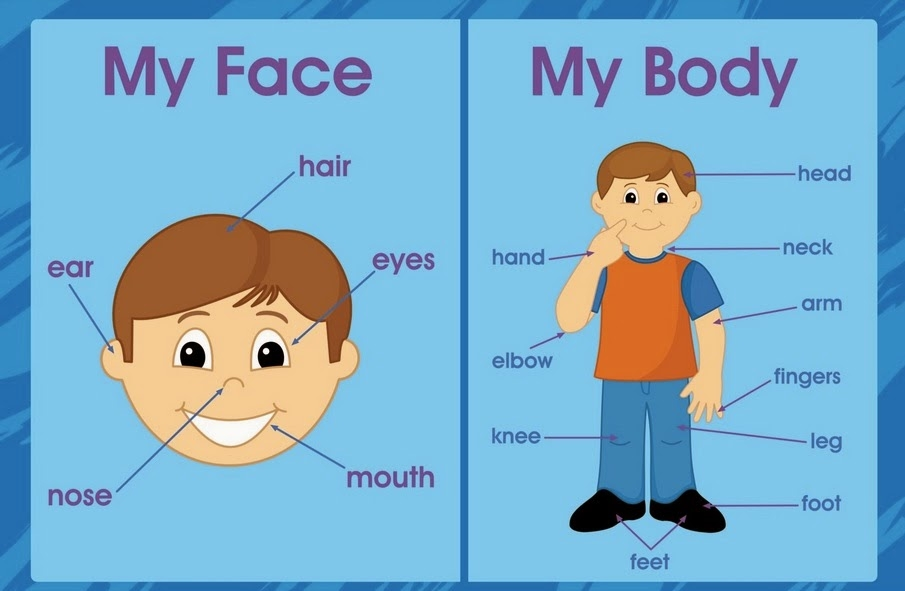 My Face
hair
ear
eyes
nose
mouth
My Body
head
hand
neck
arm
elbow
fingers
knee
leg
foot
feet